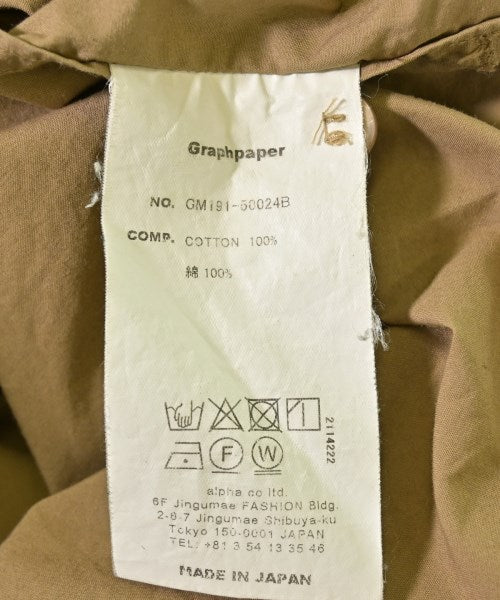 Graphpaper
NO. GM191-50024B
COMP. COTTON 100%
綿 100%
F W
2114222
alpha co ltd.
6F Jingumae FASHION Bldg.
2-6-7 Jingumae Shibuya-ku
Tokyo 150-0001 JAPAN
TEL. +81 3 54 13 35 46
MADE IN JAPAN